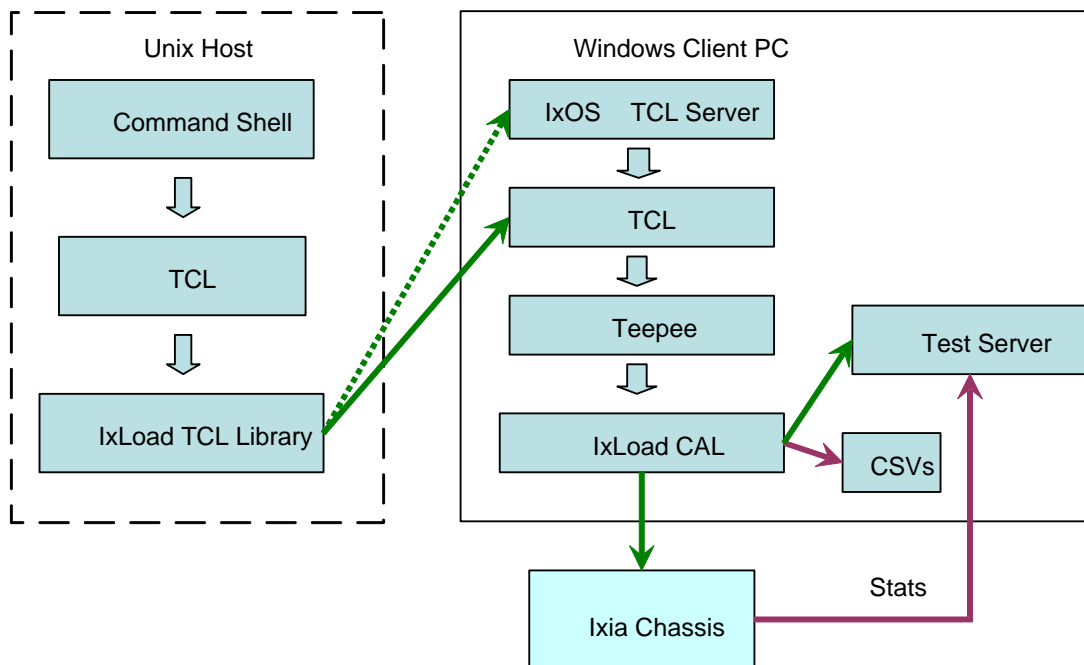 Unix Host
Command Shell
TCL
IxLoad TCL Library
Windows Client PC
IxOS TCL Server
TCL
Teepee
IxLoad CAL
Test Server
CSVs
Ixia Chassis
Stats